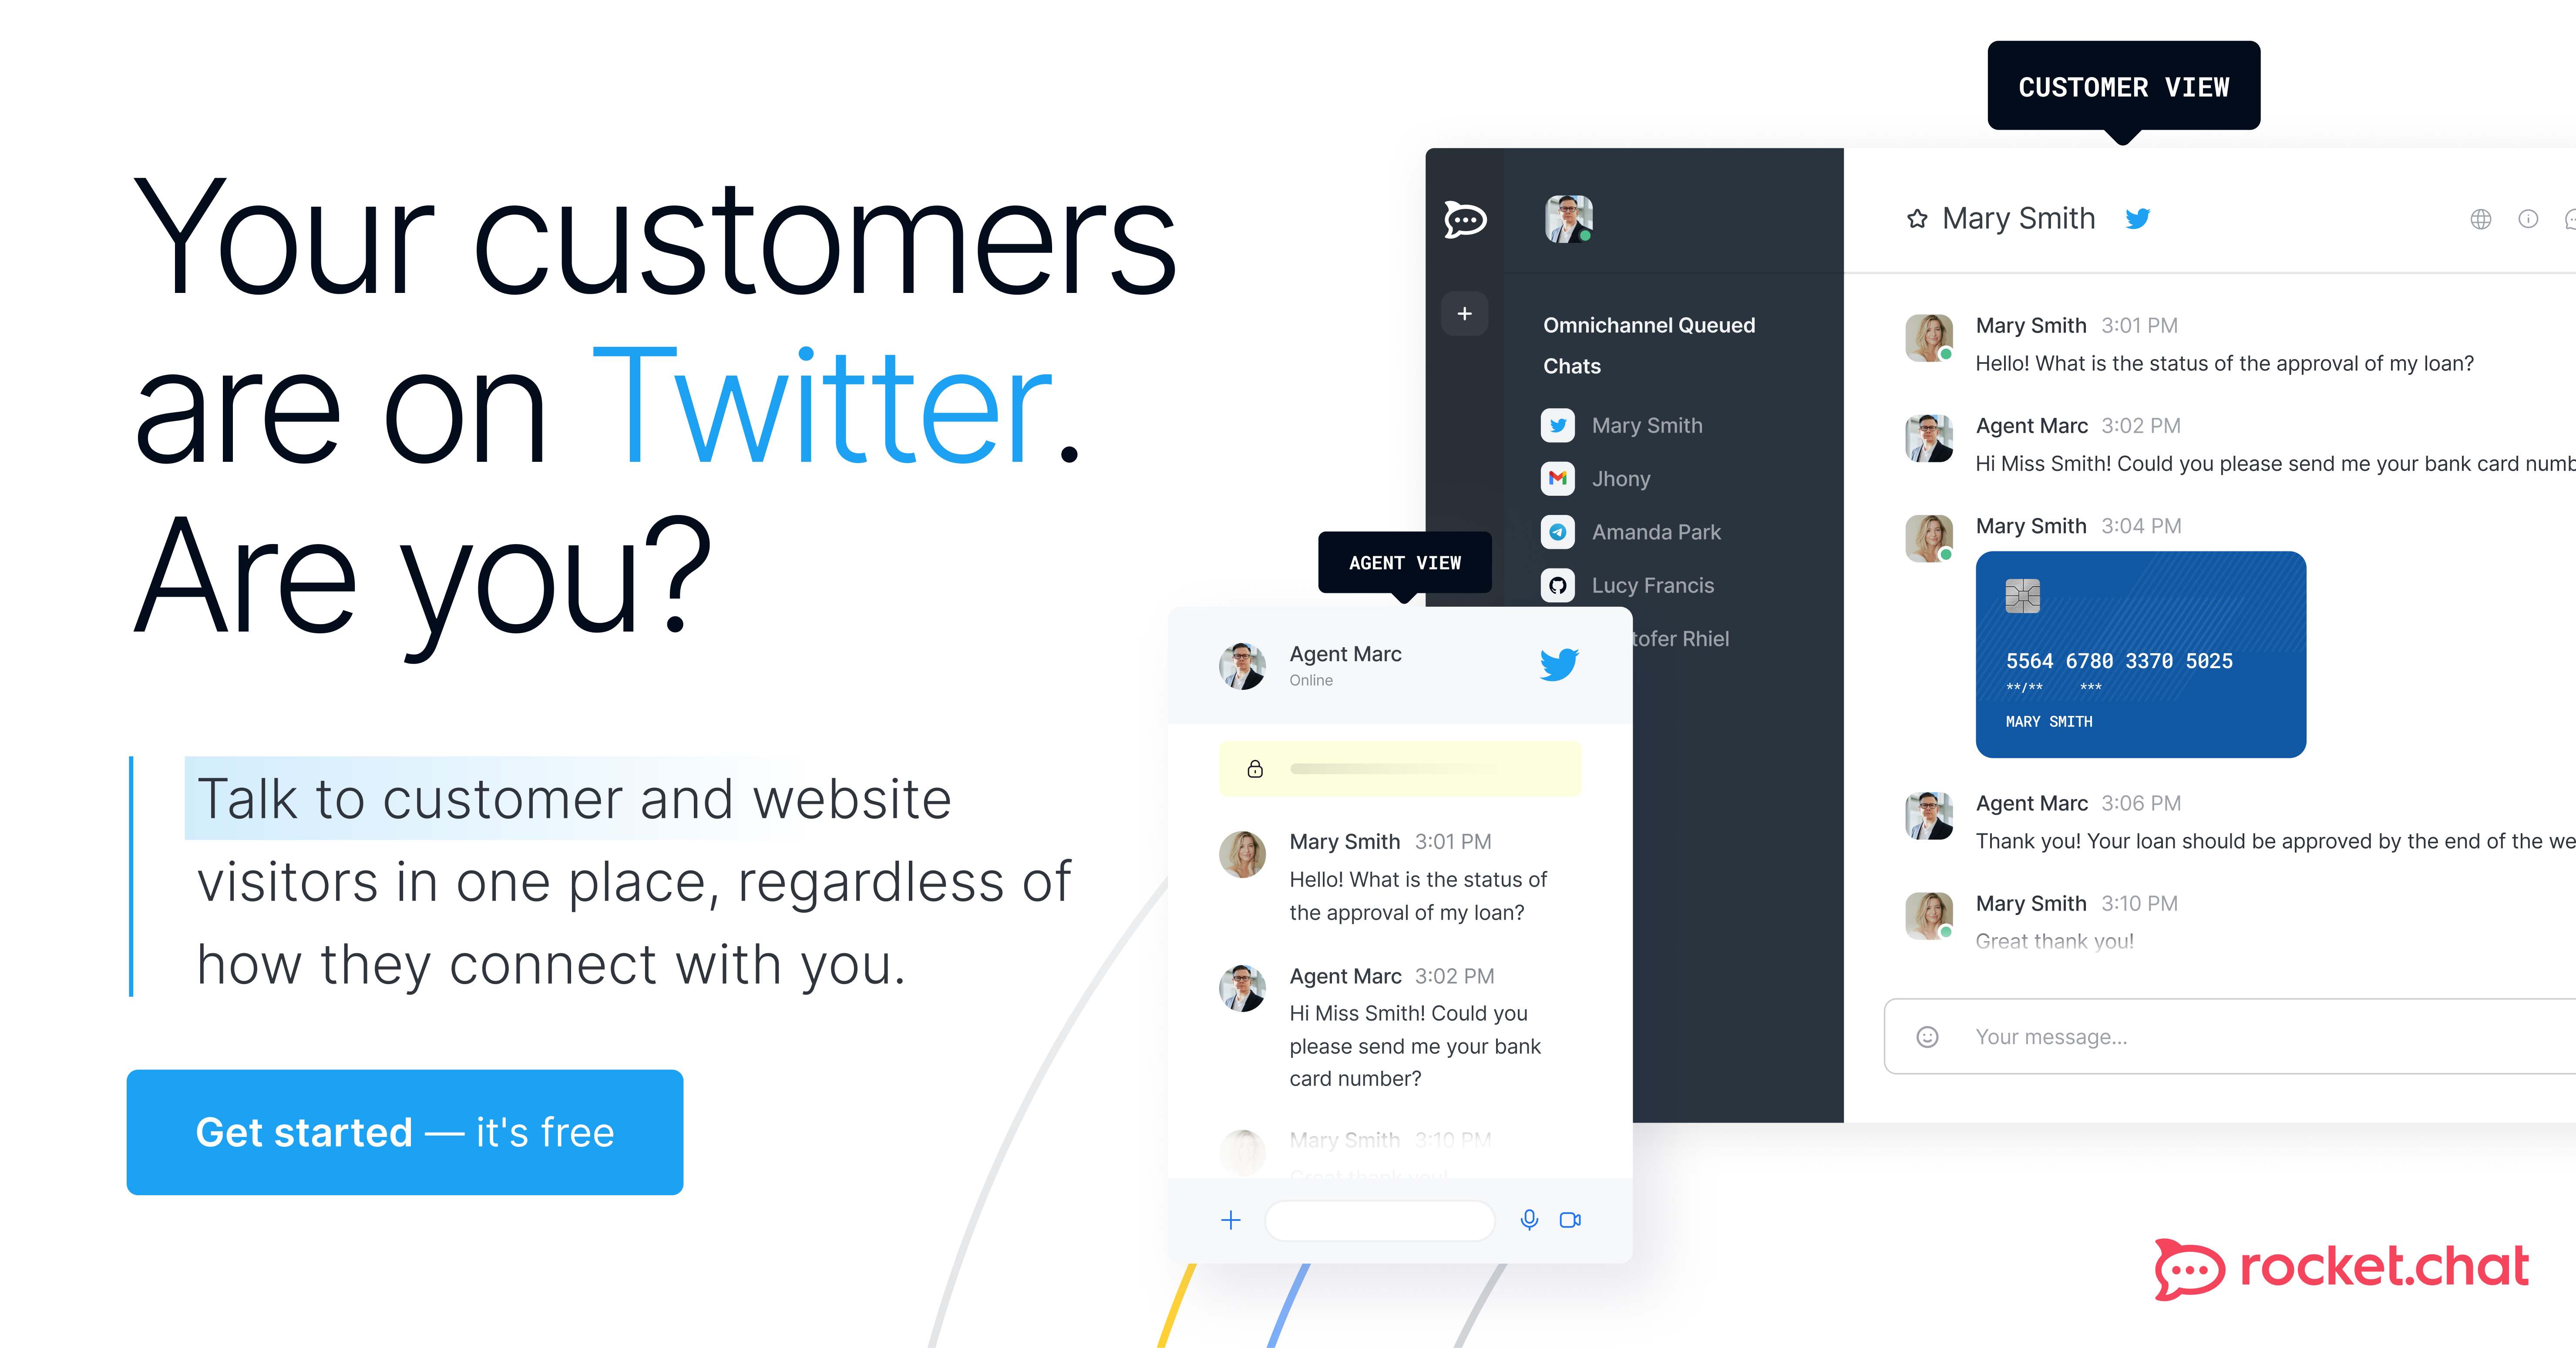 Your customers
are on Twitter.
Are you?
Talk to customer and website
visitors in one place, regardless of
how they connect with you.
Get started — it's free
CUSTOMER VIEW
Omnichannel Queued
Chats
Mary Smith
Jhony
Amanda Park
Lucy Francis
Rhiel
Mary Smith
Mary Smith 3:01 PM
Hello! What is the status of the approval of my loan?
Agent Marc 3:02 PM
Hi Miss Smith! Could you please send me your bank card
Mary Smith 3:04 PM
5564 6780 3370 5025
**/** ***
MARY SMITH
Agent Marc 3:06 PM
Thank you! Your loan should be approved by the end of the
Mary Smith 3:10 PM
Great thank you!
Your message...
AGENT VIEW
Agent Marc
Online
Mary Smith 3:01 PM
Hello! What is the status of
the approval of my loan?
Agent Marc 3:02 PM
Hi Miss Smith! Could you
please send me your bank
card number?
Mary Smith 3:10 PM
Great thank you!
rocket.chat